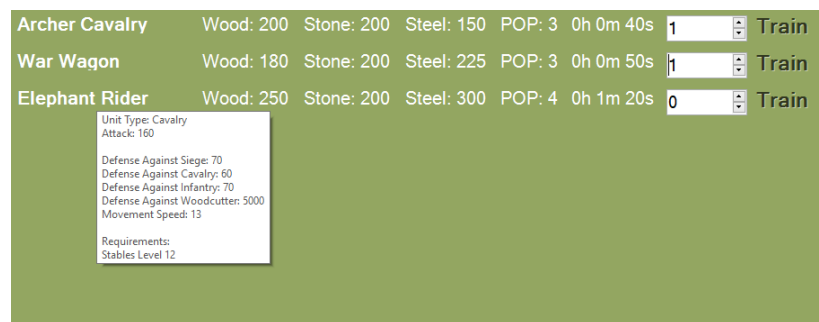 Archer Cavalry Wood: 200 Stone: 200 Steel: 150 POP: 3 0h 0m 40s 1 Train
War Wagon Wood: 180 Stone: 200 Steel: 225 POP: 3 0h 0m 50s 1 Train
Elephant Rider Wood: 250 Stone: 200 Steel: 300 POP: 4 0h 1m 20s 0 Train
Unit Type: Cavalry
Attack: 160
Defense Against Siege: 70
Defense Against Cavalry: 60
Defense Against Infantry: 70
Defense Against Woodcutter: 5000
Movement Speed: 13
Requirements:
Stables Level 12